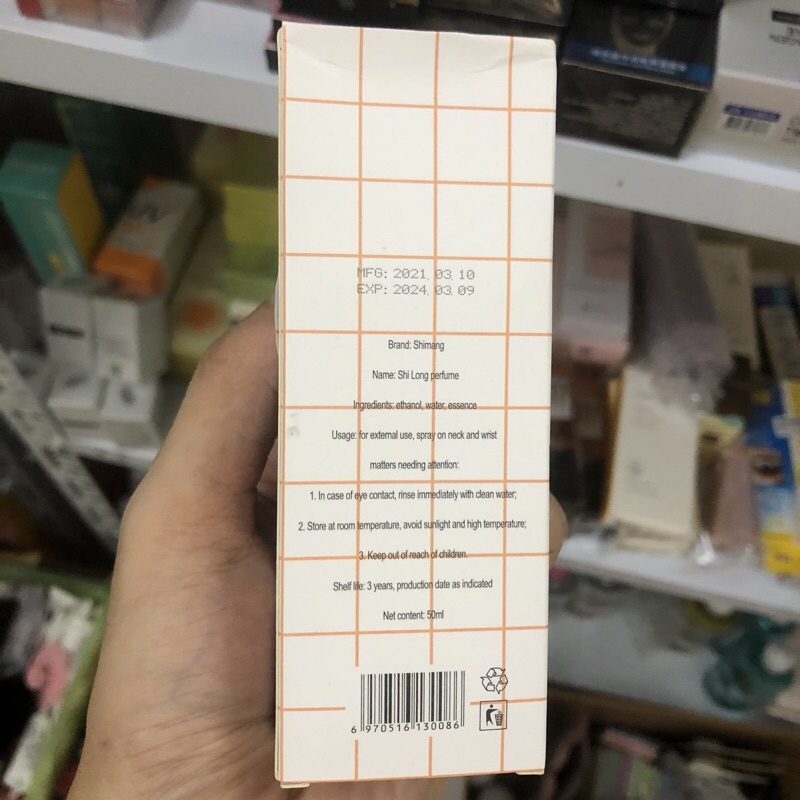 MFG: 2021. 03. 10
EXP: 2024. 03. 09
Brand: Shimang
Name: Shi Long perfume
Ingredients: ethanol, water, essence
Usage: for external use, spray on neck and wrist
matters needing attention:
1. In case of eye contact, rinse immediately with clean water;
2. Store at room temperature, avoid sunlight and high temperature;
3. Keep out of reach of children.
Shelf life: 3 years, production date as indicated
Net content: 50ml
6 970516 130086